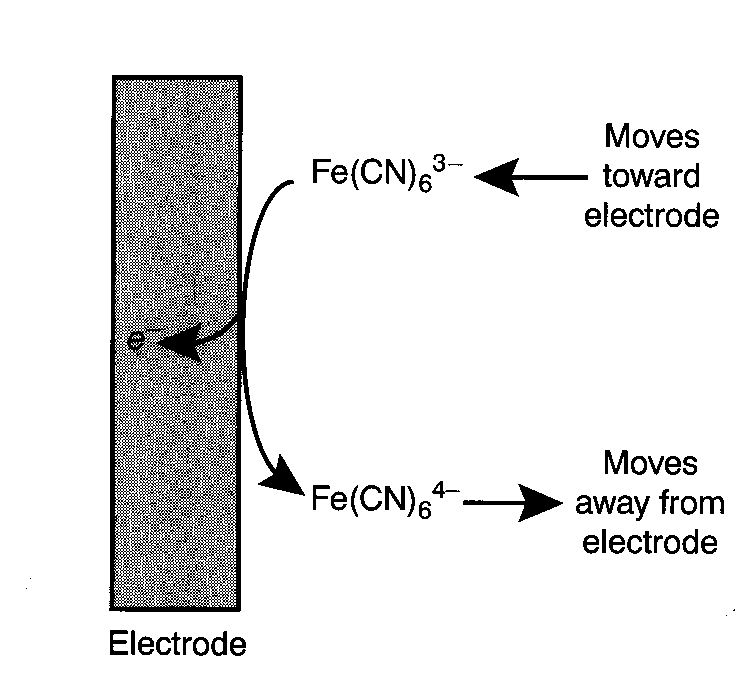 Moves
toward
electrode
Fe(CN)₆³⁻
e⁻
Fe(CN)₆⁴⁻
Moves
away from
electrode
Electrode